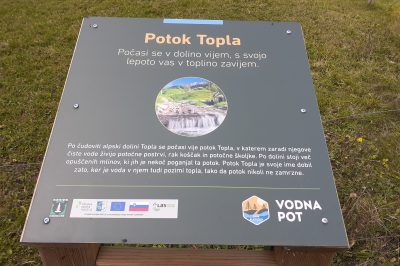 Potok Topla
Počasi se v dolino vijem, s svojo
lepoto vas v toplino zavijem.
Po čudoviti alpski dolini Topla se počasi vije potok Topla, v katerem zaradi njegove
čiste vode živijo potočne postrvi, rak koščak in potočne školjke. Po dolini stoji več
opuščenih mlinov, ki jih je nekoč poganjal ta potok. Potok Topla je svoje ime dobil
zato, ker je voda v njem tudi pozimi topla, tako da potok nikoli ne zamrzne.
LAS
VODNA
POT